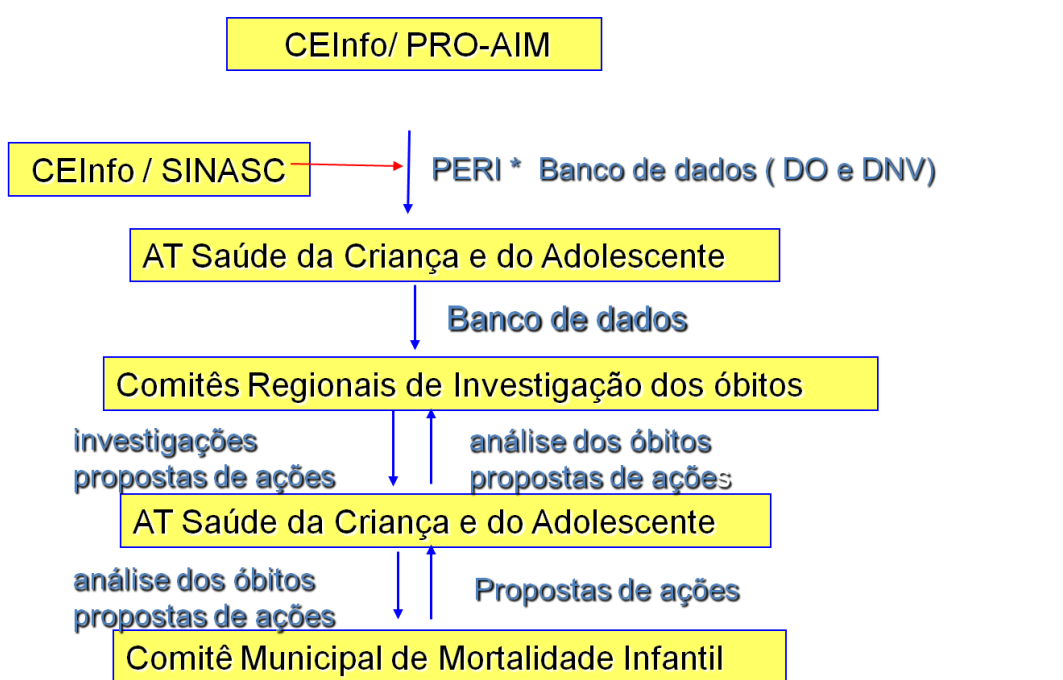 CEInfo/ PRO-AIM
CEInfo / SINASC
PERI * Banco de dados ( DO e DNV)
AT Saúde da Criança e do Adolescente
Banco de dados
Comitês Regionais de Investigação dos óbitos
investigações
propostas de ações
análise dos óbitos
propostas de ações
AT Saúde da Criança e do Adolescente
análise dos óbitos
propostas de ações
Propostas de ações
Comitê Municipal de Mortalidade Infantil